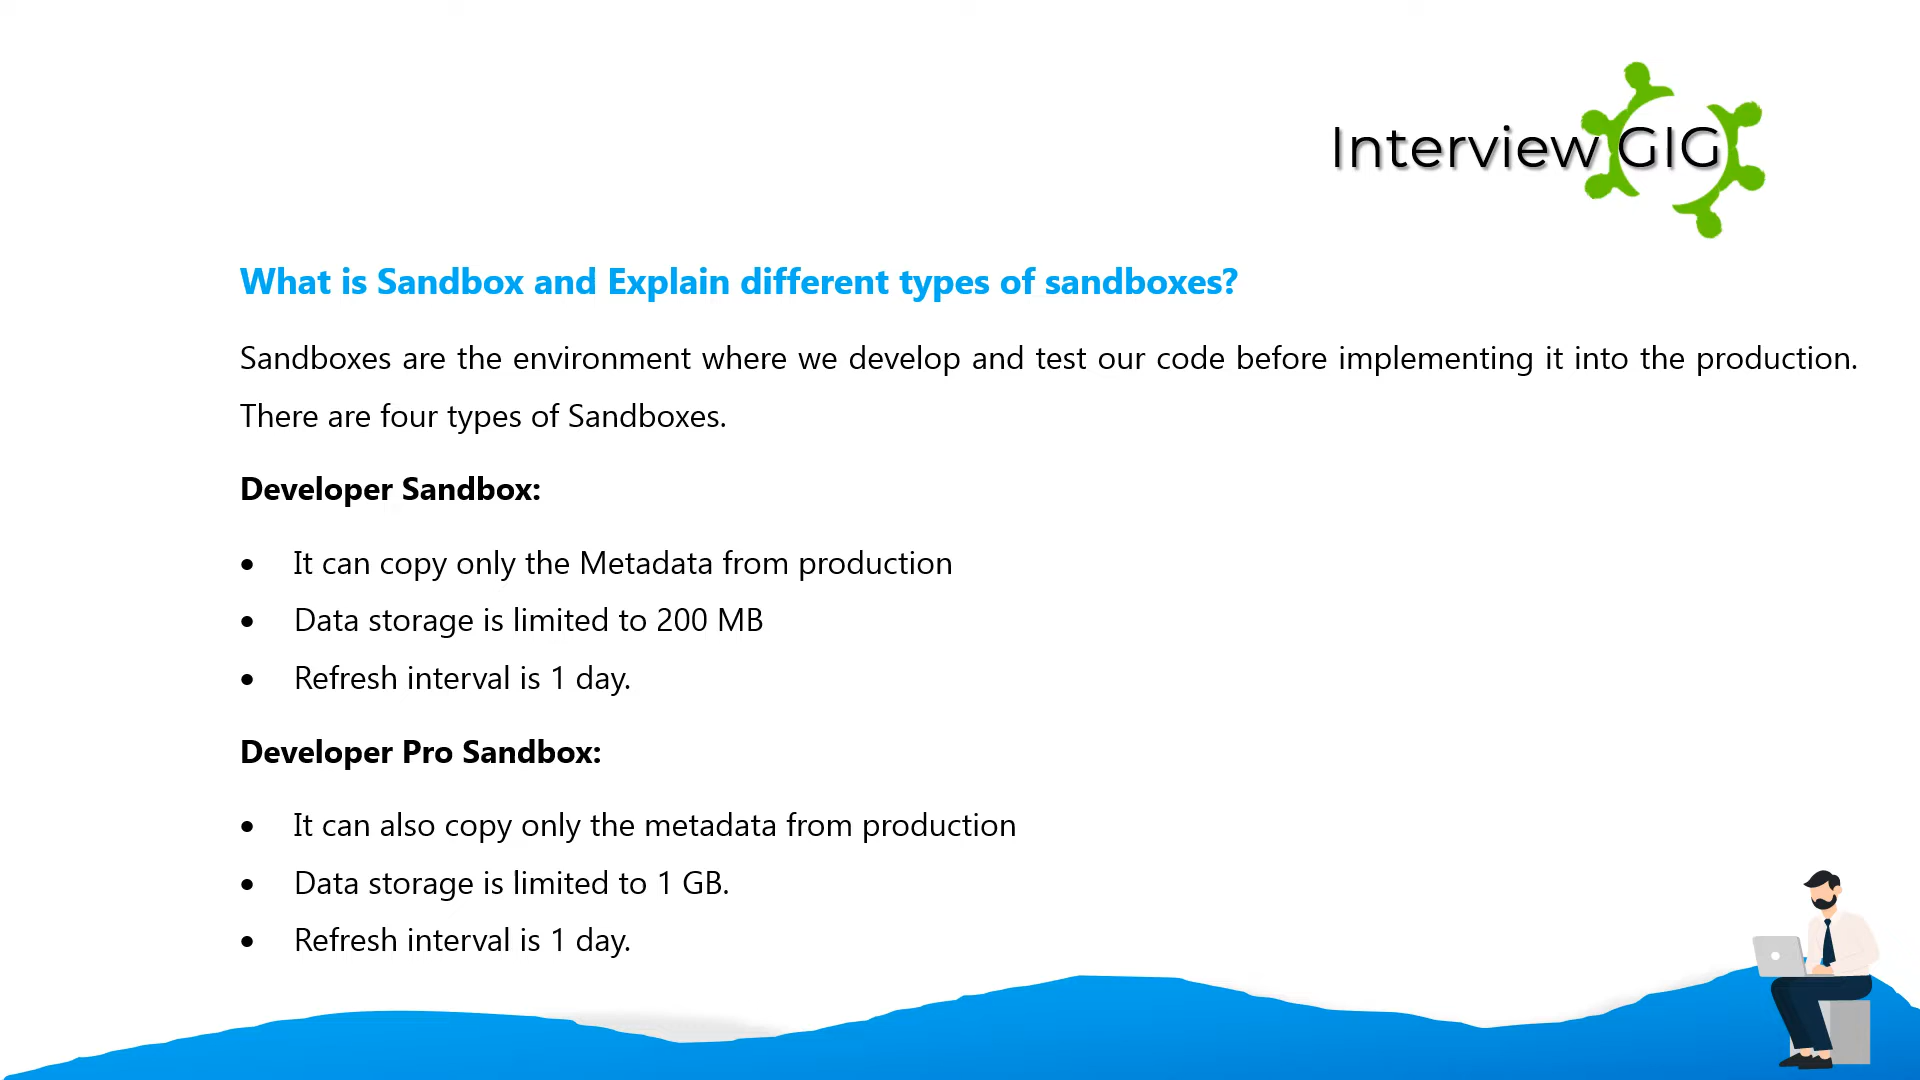 Interview GIG
What is Sandbox and Explain different types of sandboxes?
Sandboxes are the environment where we develop and test our code before implementing it into the production.
There are four types of Sandboxes.
Developer Sandbox:
• It can copy only the Metadata from production
• Data storage is limited to 200 MB
• Refresh interval is 1 day.
Developer Pro Sandbox:
• It can also copy only the metadata from production
• Data storage is limited to 1 GB.
• Refresh interval is 1 day.